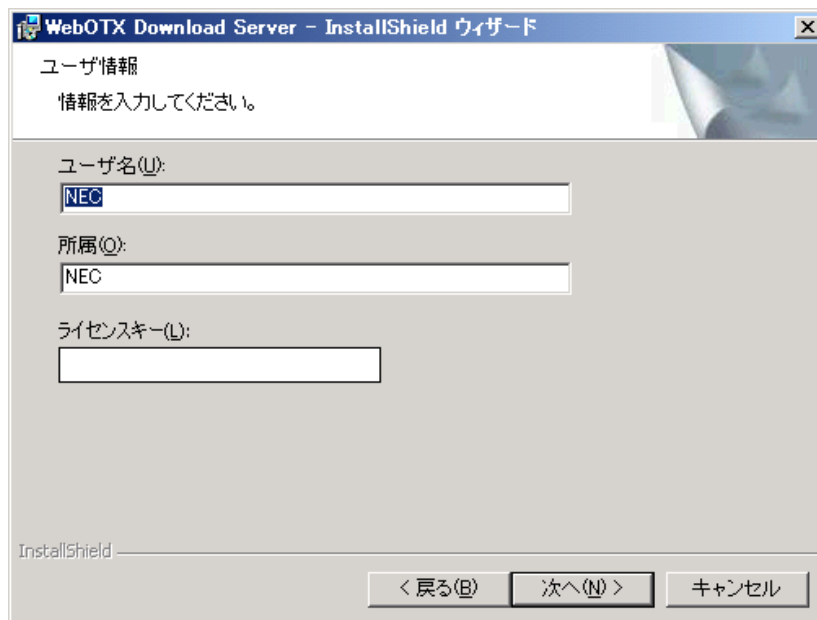 WebOTX Download Server - InstallShield ウィザード
ユーザ情報
情報を入力してください。
ユーザ名(U):
NEC
所属(O):
NEC
ライセンスキー(L):
InstallShield
< 戻る(B)
次へ(N) >
キャンセル